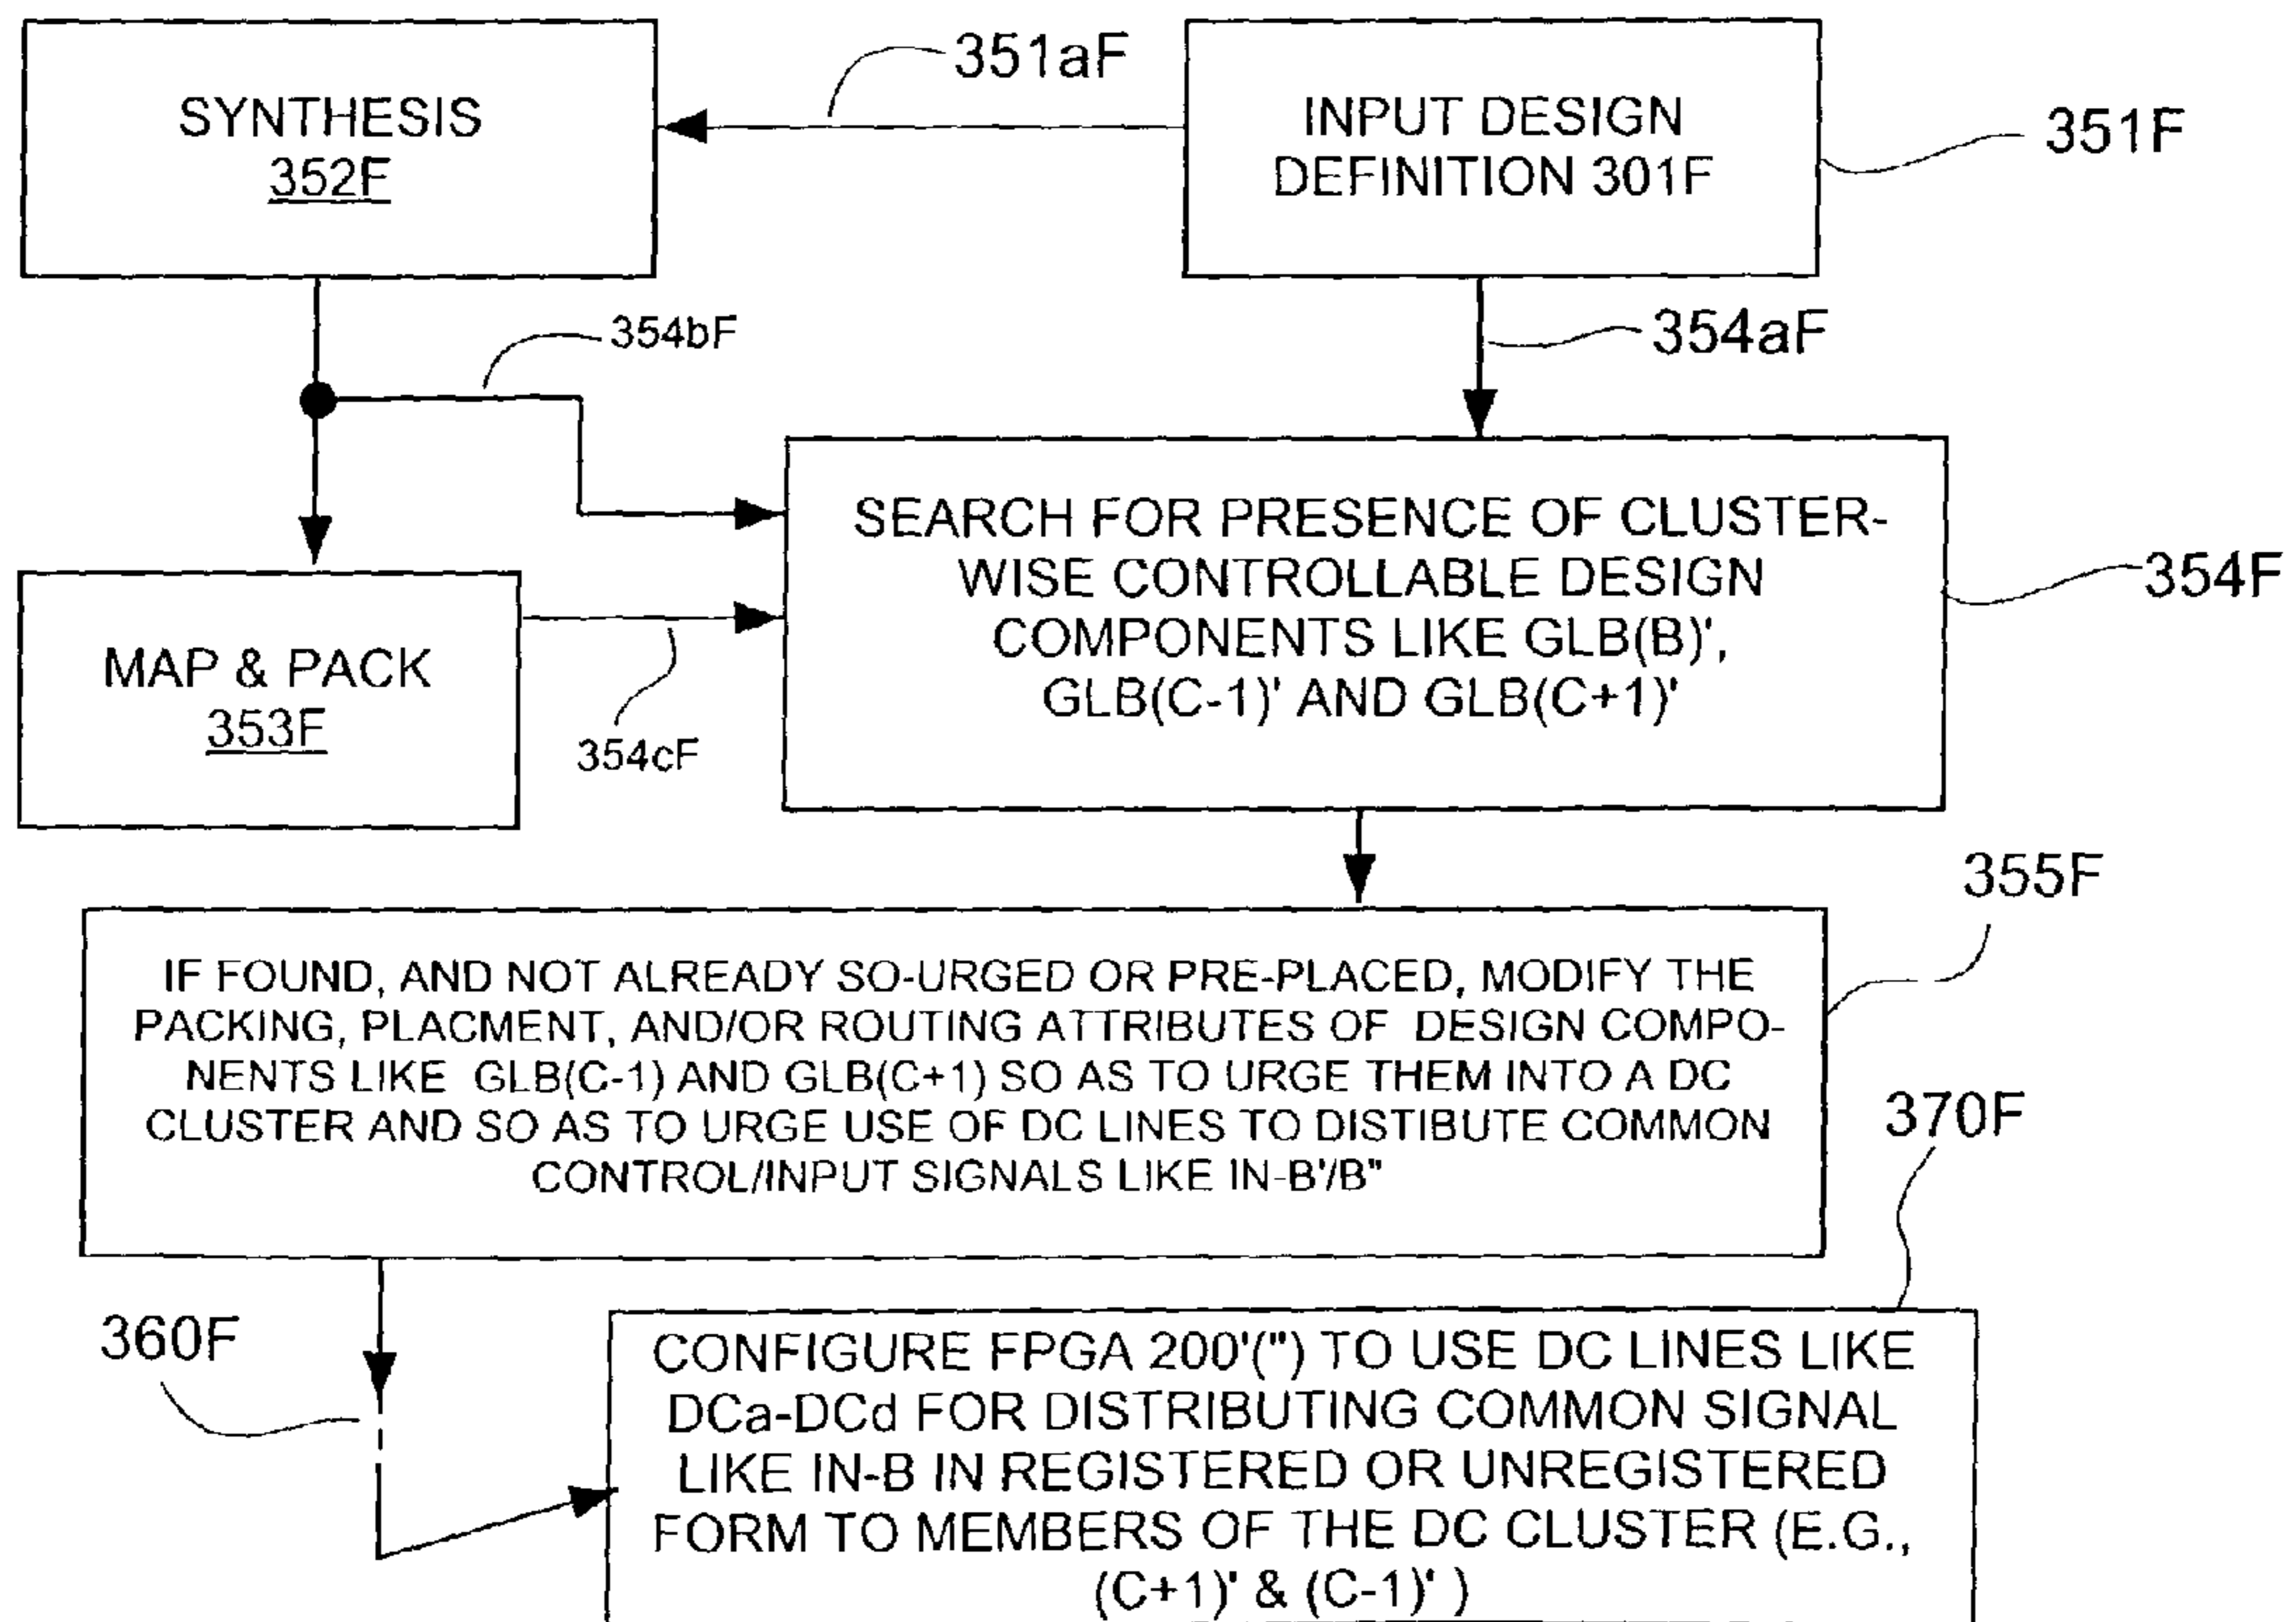 351aF
SYNTHESIS
352F
INPUT DESIGN
DEFINITION 301F
351F
354bF
354aF
SEARCH FOR PRESENCE OF CLUSTER-
WISE CONTROLLABLE DESIGN
COMPONENTS LIKE GLB(B)',
GLB(C-1)' AND GLB(C+1)'
354F
MAP & PACK
353F
354cF
355F
IF FOUND, AND NOT ALREADY SO-URGED OR PRE-PLACED, MODIFY THE
PACKING, PLACMENT, AND/OR ROUTING ATTRIBUTES OF DESIGN COMPO-
NENTS LIKE GLB(C-1) AND GLB(C+1) SO AS TO URGE THEM INTO A DC
CLUSTER AND SO AS TO URGE USE OF DC LINES TO DISTIBUTE COMMON
CONTROL/INPUT SIGNALS LIKE IN-B'/B"
370F
360F
CONFIGURE FPGA 200'(") TO USE DC LINES LIKE
DCa-DCd FOR DISTRIBUTING COMMON SIGNAL
LIKE IN-B IN REGISTERED OR UNREGISTERED
FORM TO MEMBERS OF THE DC CLUSTER (E.G.,
(C+1)' & (C-1)' )